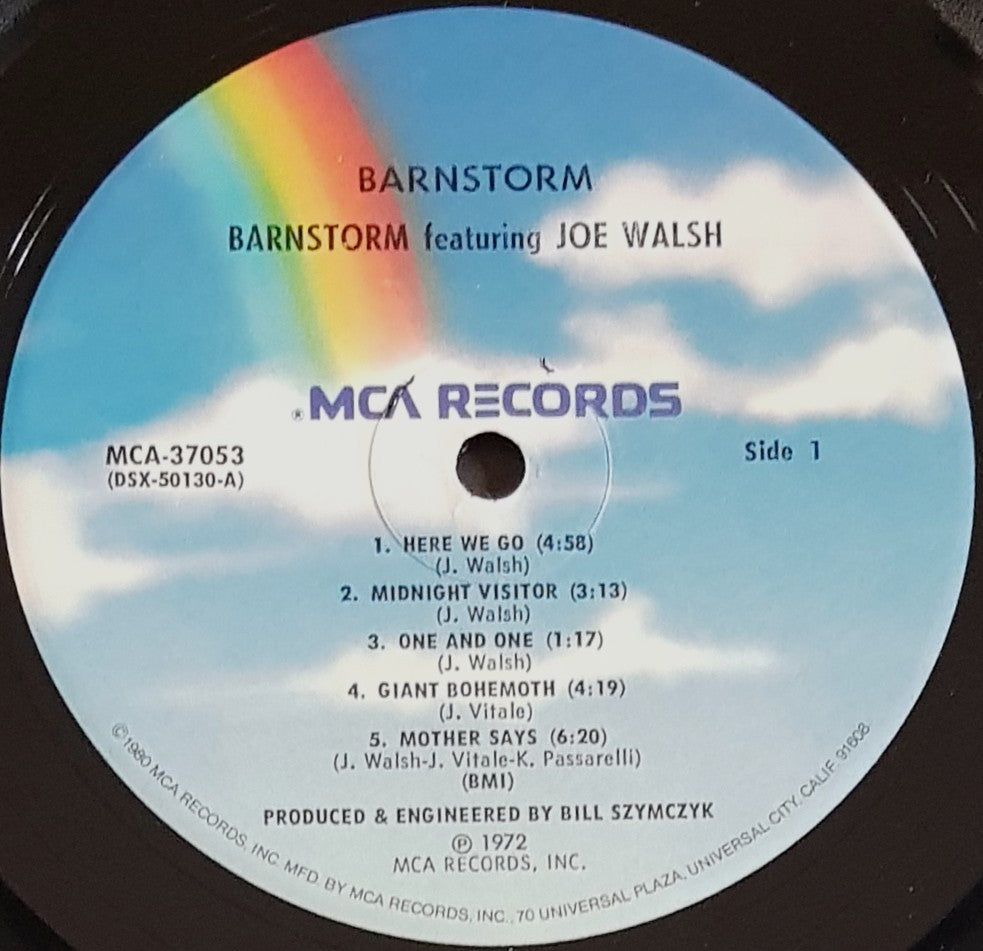 BARNSTORM
BARNSTORM featuring JOE WALSH
® MCA RECORDS
MCA-37053
(DSX-50130-A)
Side 1
1. HERE WE GO (4:58)
(J. Walsh)
2. MIDNIGHT VISITOR (3:13)
(J. Walsh)
3. ONE AND ONE (1:17)
(J. Walsh)
4. GIANT BOHEMOTH (4:19)
(J. Vitale)
5. MOTHER SAYS (6:20)
(J. Walsh-J. Vitale-K. Passarelli)
(BMI)
PRODUCED & ENGINEERED BY BILL SZYMCZYK
℗ 1972
MCA RECORDS, INC.
©1980 MCA RECORDS, INC. MFD. BY MCA RECORDS, INC., 70 UNIVERSAL PLAZA, UNIVERSAL CITY, CALIF. 91608